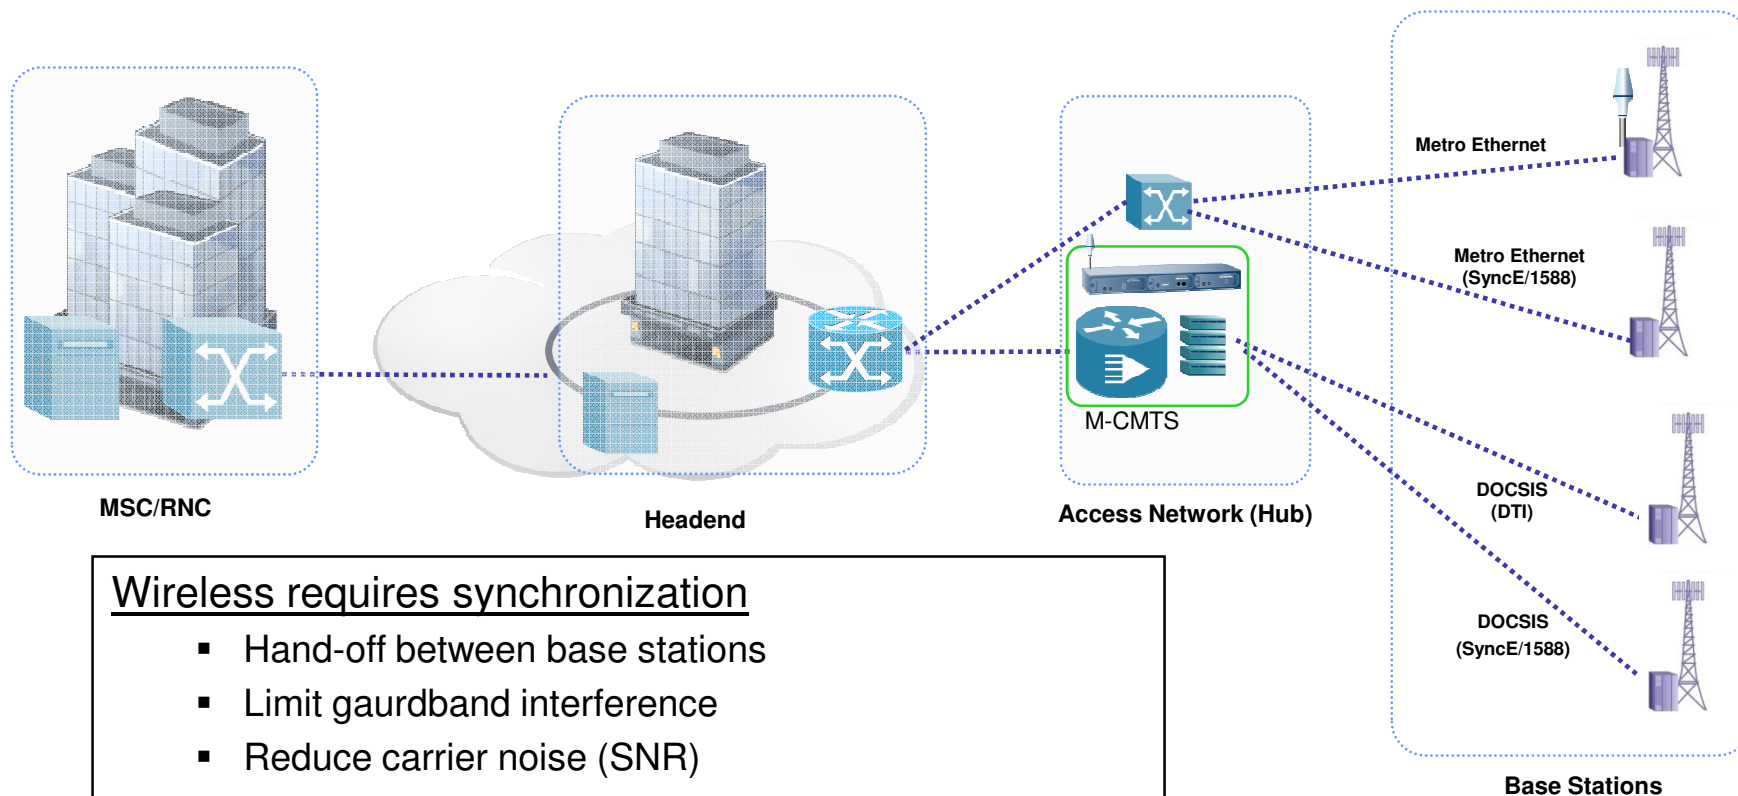 Metro Ethernet
Metro Ethernet
(SyncE/1588)
M-CMTS
DOCSIS
(DTI)
MSC/RNC
Headend
Access Network (Hub)
DOCSIS
(SyncE/1588)
Wireless requires synchronization
▪ Hand-off between base stations
▪ Limit gaurdband interference
▪ Reduce carrier noise (SNR)
Base Stations